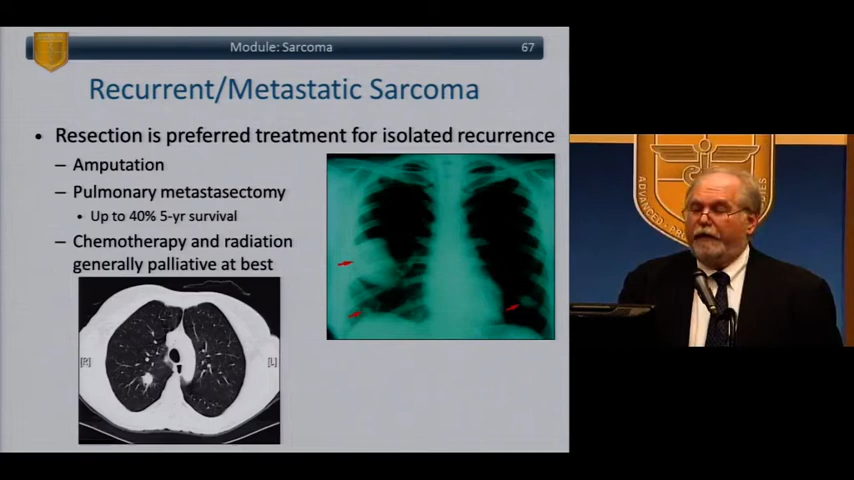 Module: Sarcoma
67
Recurrent/Metastatic Sarcoma
• Resection is preferred treatment for isolated recurrence
– Amputation
– Pulmonary metastasectomy
• Up to 40% 5-yr survival
– Chemotherapy and radiation
generally palliative at best
[R]
[L]
ADVANCED